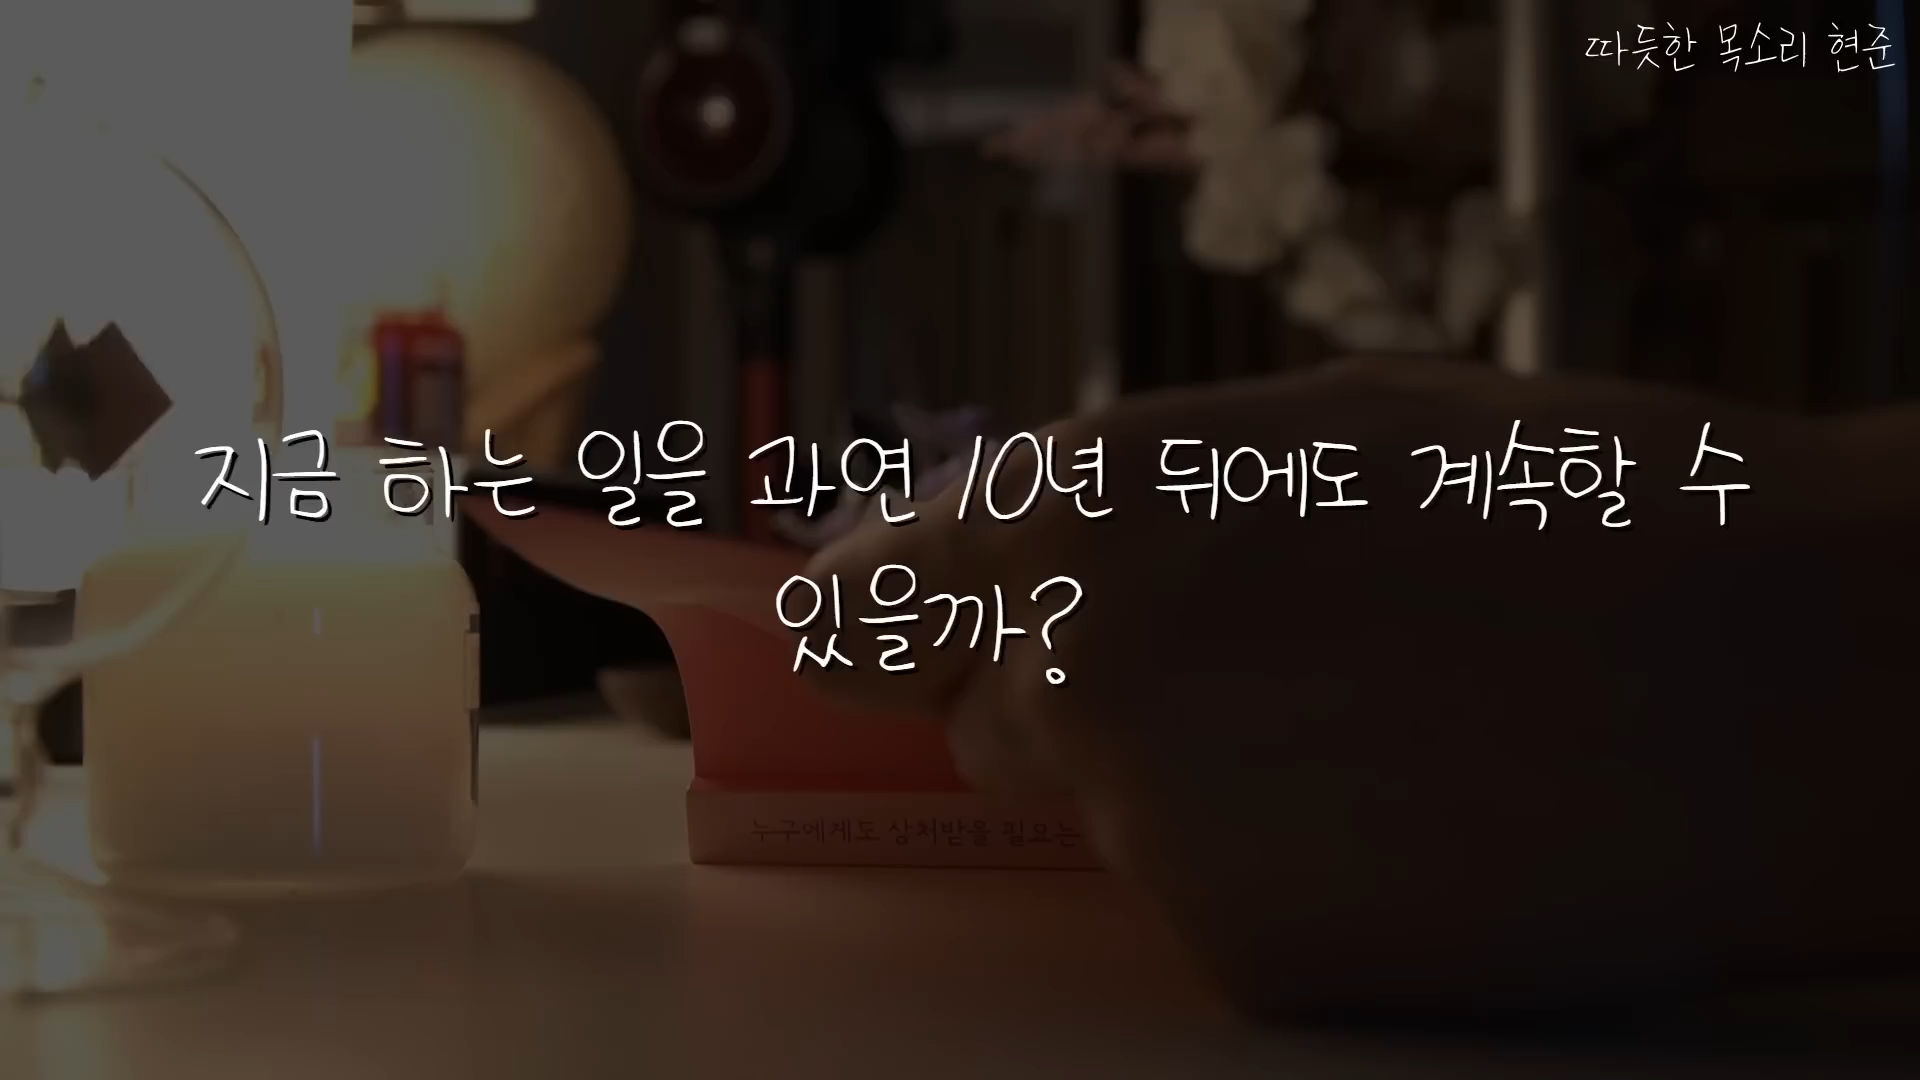 따듯한 목소리 현준
지금 하는 일을 과연 10년 뒤에도 계속할 수
있을까?
누구에게도 상처받을 필요는